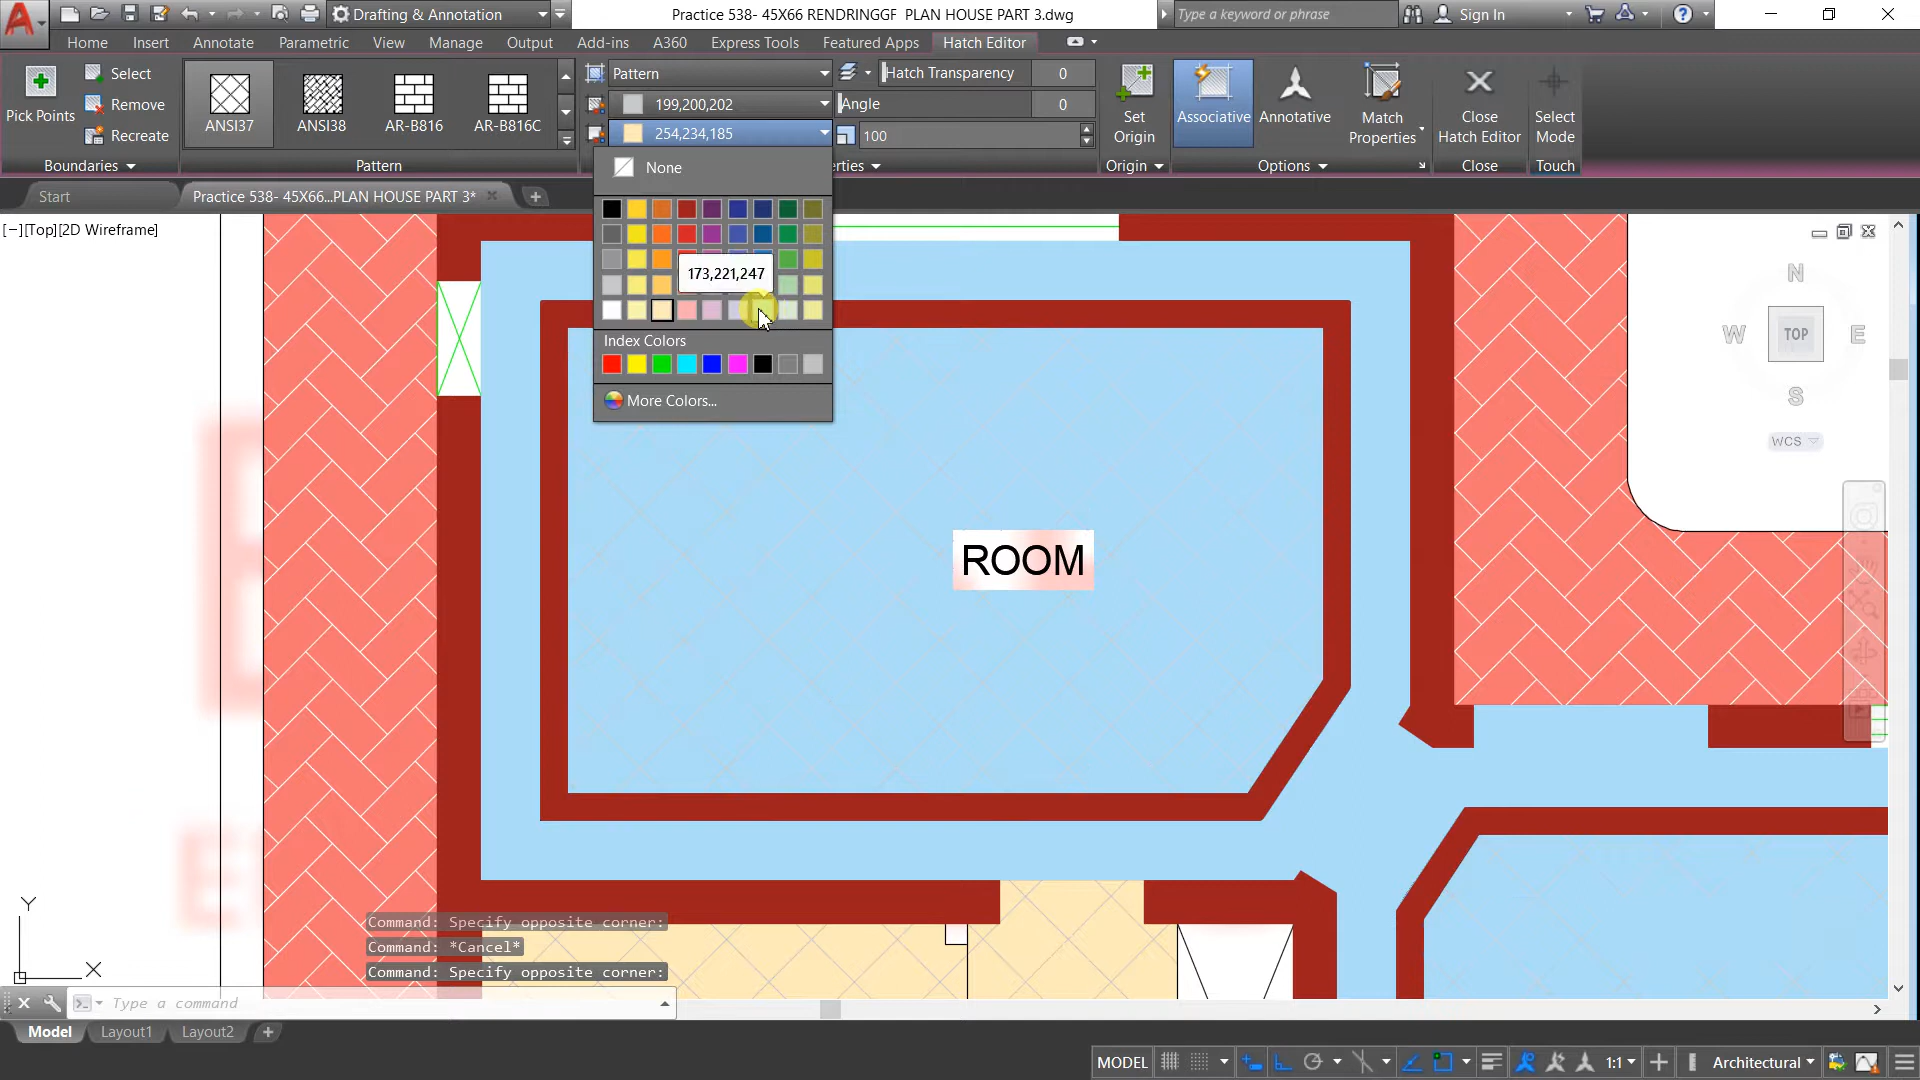 Drafting & Annotation
Practice 538- 45X66 RENDRINGGF PLAN HOUSE PART 3.dwg
Type a keyword or phrase
Sign In
Home Insert Annotate Parametric View Manage Output Add-ins A360 Express Tools Featured Apps Hatch Editor
Pick Points
Select
Remove
Recreate
ANSI37
ANSI38
AR-B816
AR-B816C
Pattern
199,200,202
254,234,185
Hatch Transparency 0
Angle 0
100
Set
Origin
Associative
Annotative
Match
Properties
Close
Hatch Editor
Select
Mode
Boundaries
Pattern
erties
Origin
Options
Close
Touch
None
Start
Practice 538- 45X66...PLAN HOUSE PART 3*
[−][Top][2D Wireframe]
173,221,247
Index Colors
More Colors...
N
W
TOP
E
S
WCS
ROOM
Command: Specify opposite corner:
Command: *Cancel*
Command: Specify opposite corner:
Y
X
Type a command
Model Layout1 Layout2
MODEL
1:1
Architectural